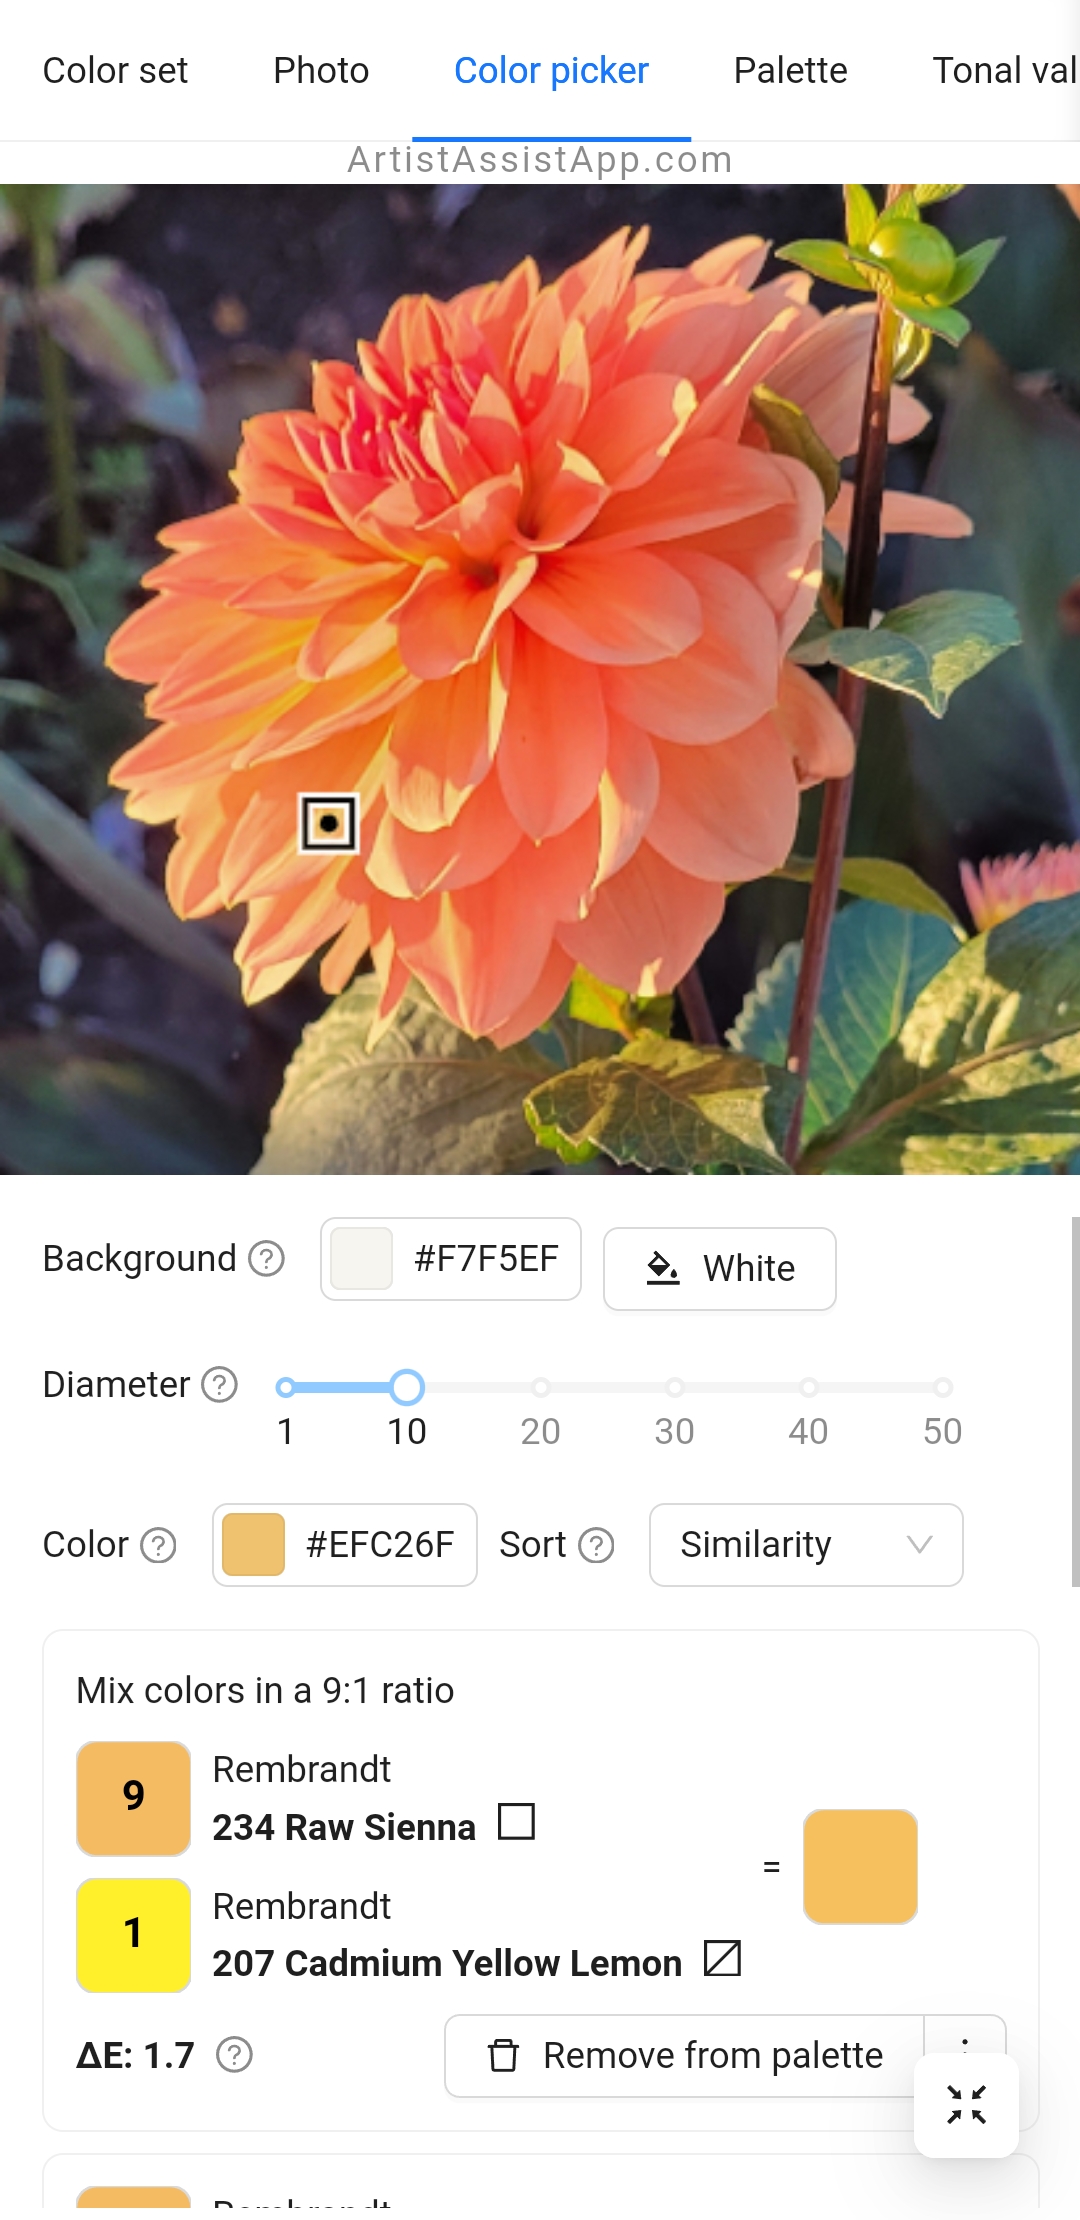 Color set Photo Color picker Palette Tonal val
ArtistAssistApp.com
Background ? #F7F5EF White
Diameter ?
1 10 20 30 40 50
Color ? #EFC26F Sort ? Similarity
Mix colors in a 9:1 ratio
9 Rembrandt
234 Raw Sienna
=
1 Rembrandt
207 Cadmium Yellow Lemon
ΔE: 1.7 ? Remove from palette
Rembrandt